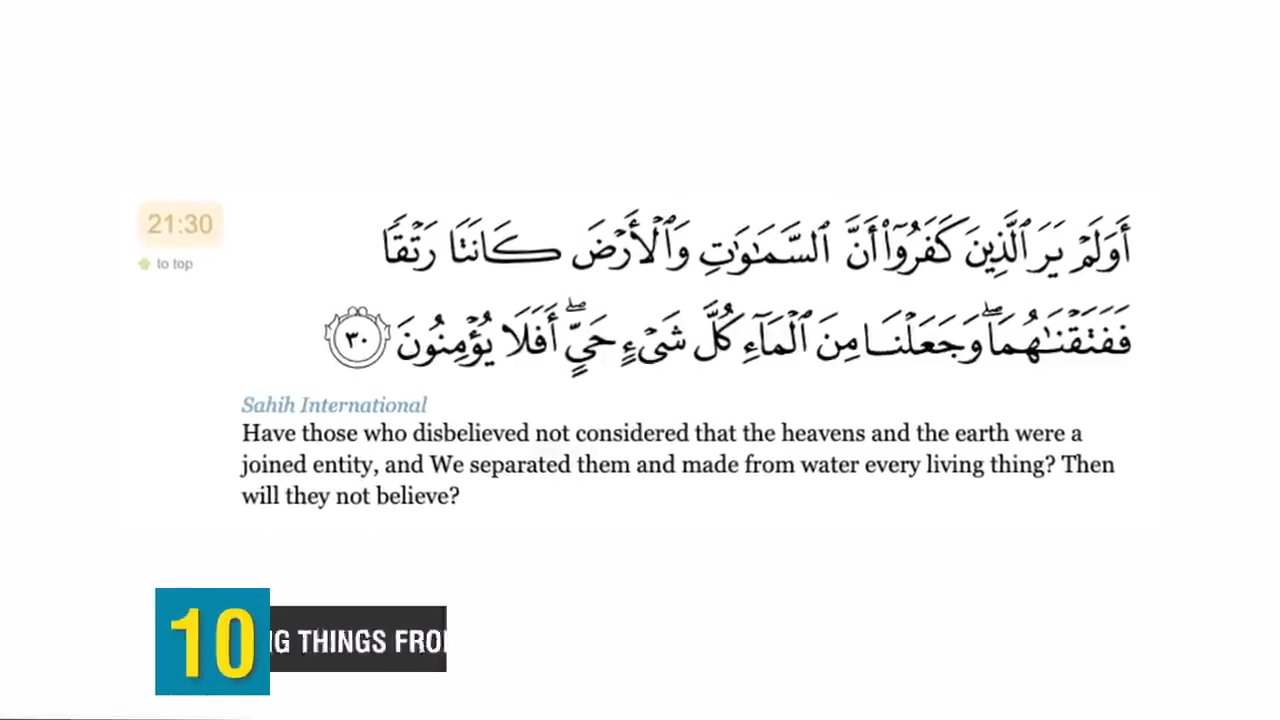 21:30
to top
أَوَلَمْ يَرَ ٱلَّذِينَ كَفَرُوٓا۟ أَنَّ ٱلسَّمَـٰوَٰتِ وَٱلْأَرْضَ كَانَتَا رَتْقًا
فَفَتَقْنَـٰهُمَا ۖ وَجَعَلْنَا مِنَ ٱلْمَآءِ كُلَّ شَىْءٍ حَىٍّ ۖ أَفَلَا يُؤْمِنُونَ ٣٠
Sahih International
Have those who disbelieved not considered that the heavens and the earth were a
joined entity, and We separated them and made from water every living thing? Then
will they not believe?
10 THINGS